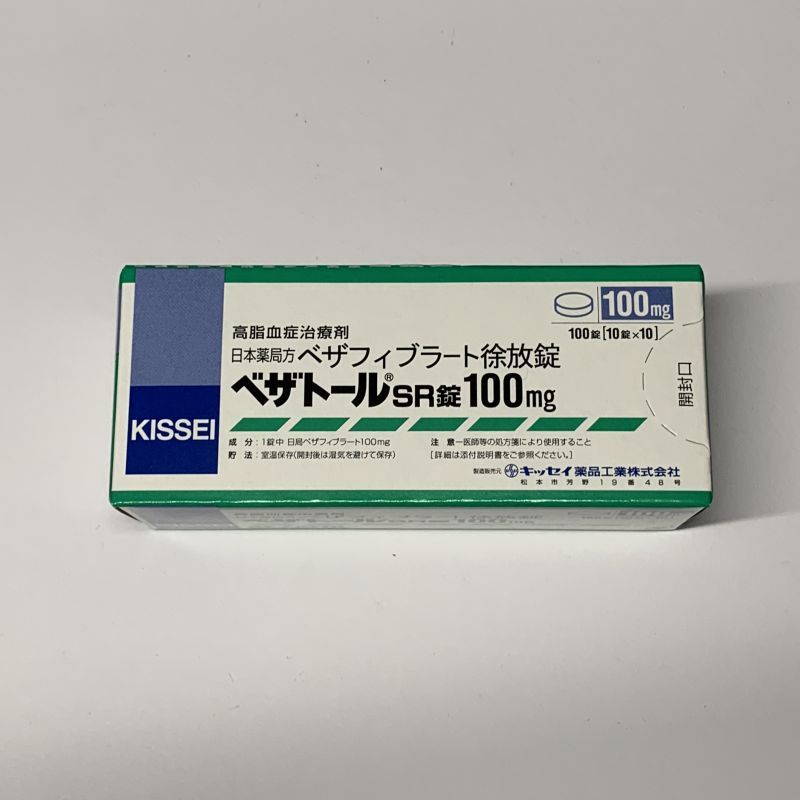 100mg
100錠[10錠×10]
高脂血症治療剤
日本薬局方 ベザフィブラート徐放錠
ベザトール®SR錠100mg
開封口
KISSEI
成 分：1錠中 日局ベザフィブラート100mg
貯 法：室温保存(開封後は湿気を避けて保存)
注 意－医師等の処方箋により使用すること
[詳細は添付説明書をご参照ください。]
製造販売元 キッセイ薬品工業株式会社
松本市芳野19番48号